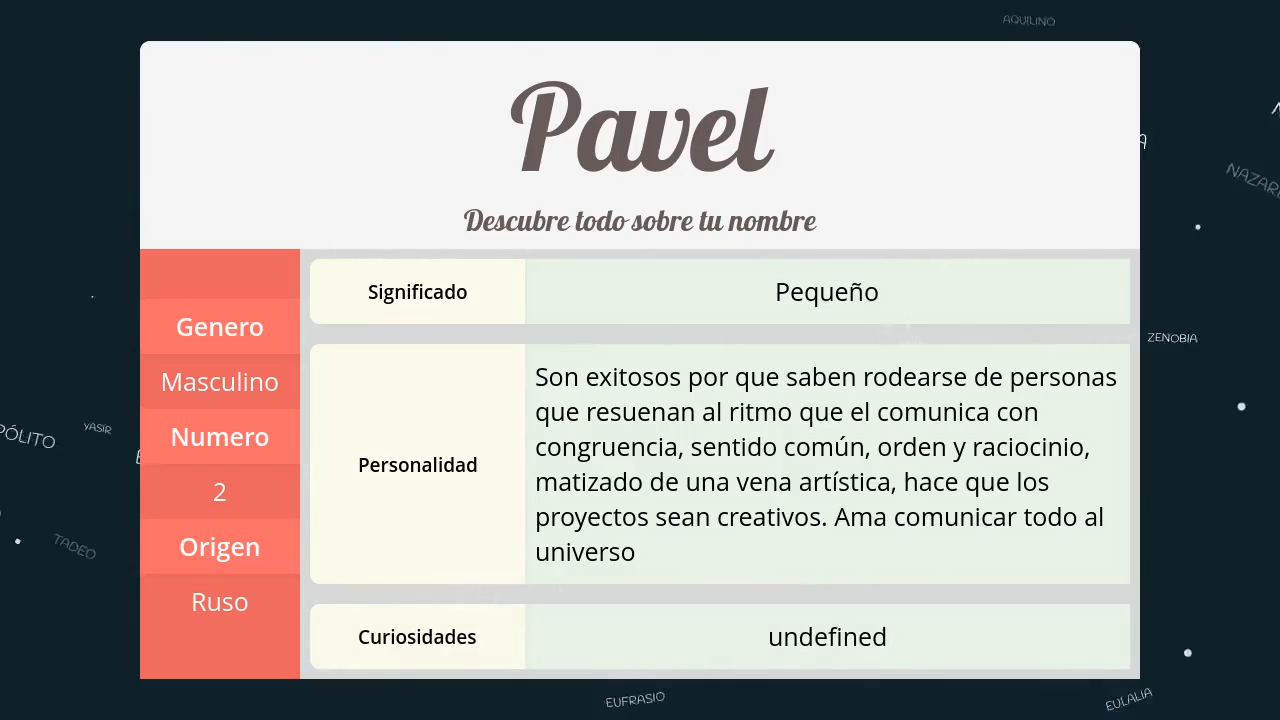 AQUILINO
Pavel
Descubre todo sobre tu nombre
Genero
Masculino
Numero
2
Origen
Ruso
Significado
Pequeño
Personalidad
Son exitosos por que saben rodearse de personas
que resuenan al ritmo que el comunica con
congruencia, sentido común, orden y raciocinio,
matizado de una vena artística, hace que los
proyectos sean creativos. Ama comunicar todo al
universo
Curiosidades
undefined
ZENOBIA
YASIR
TADEO
EUFRASIO
EULALIA